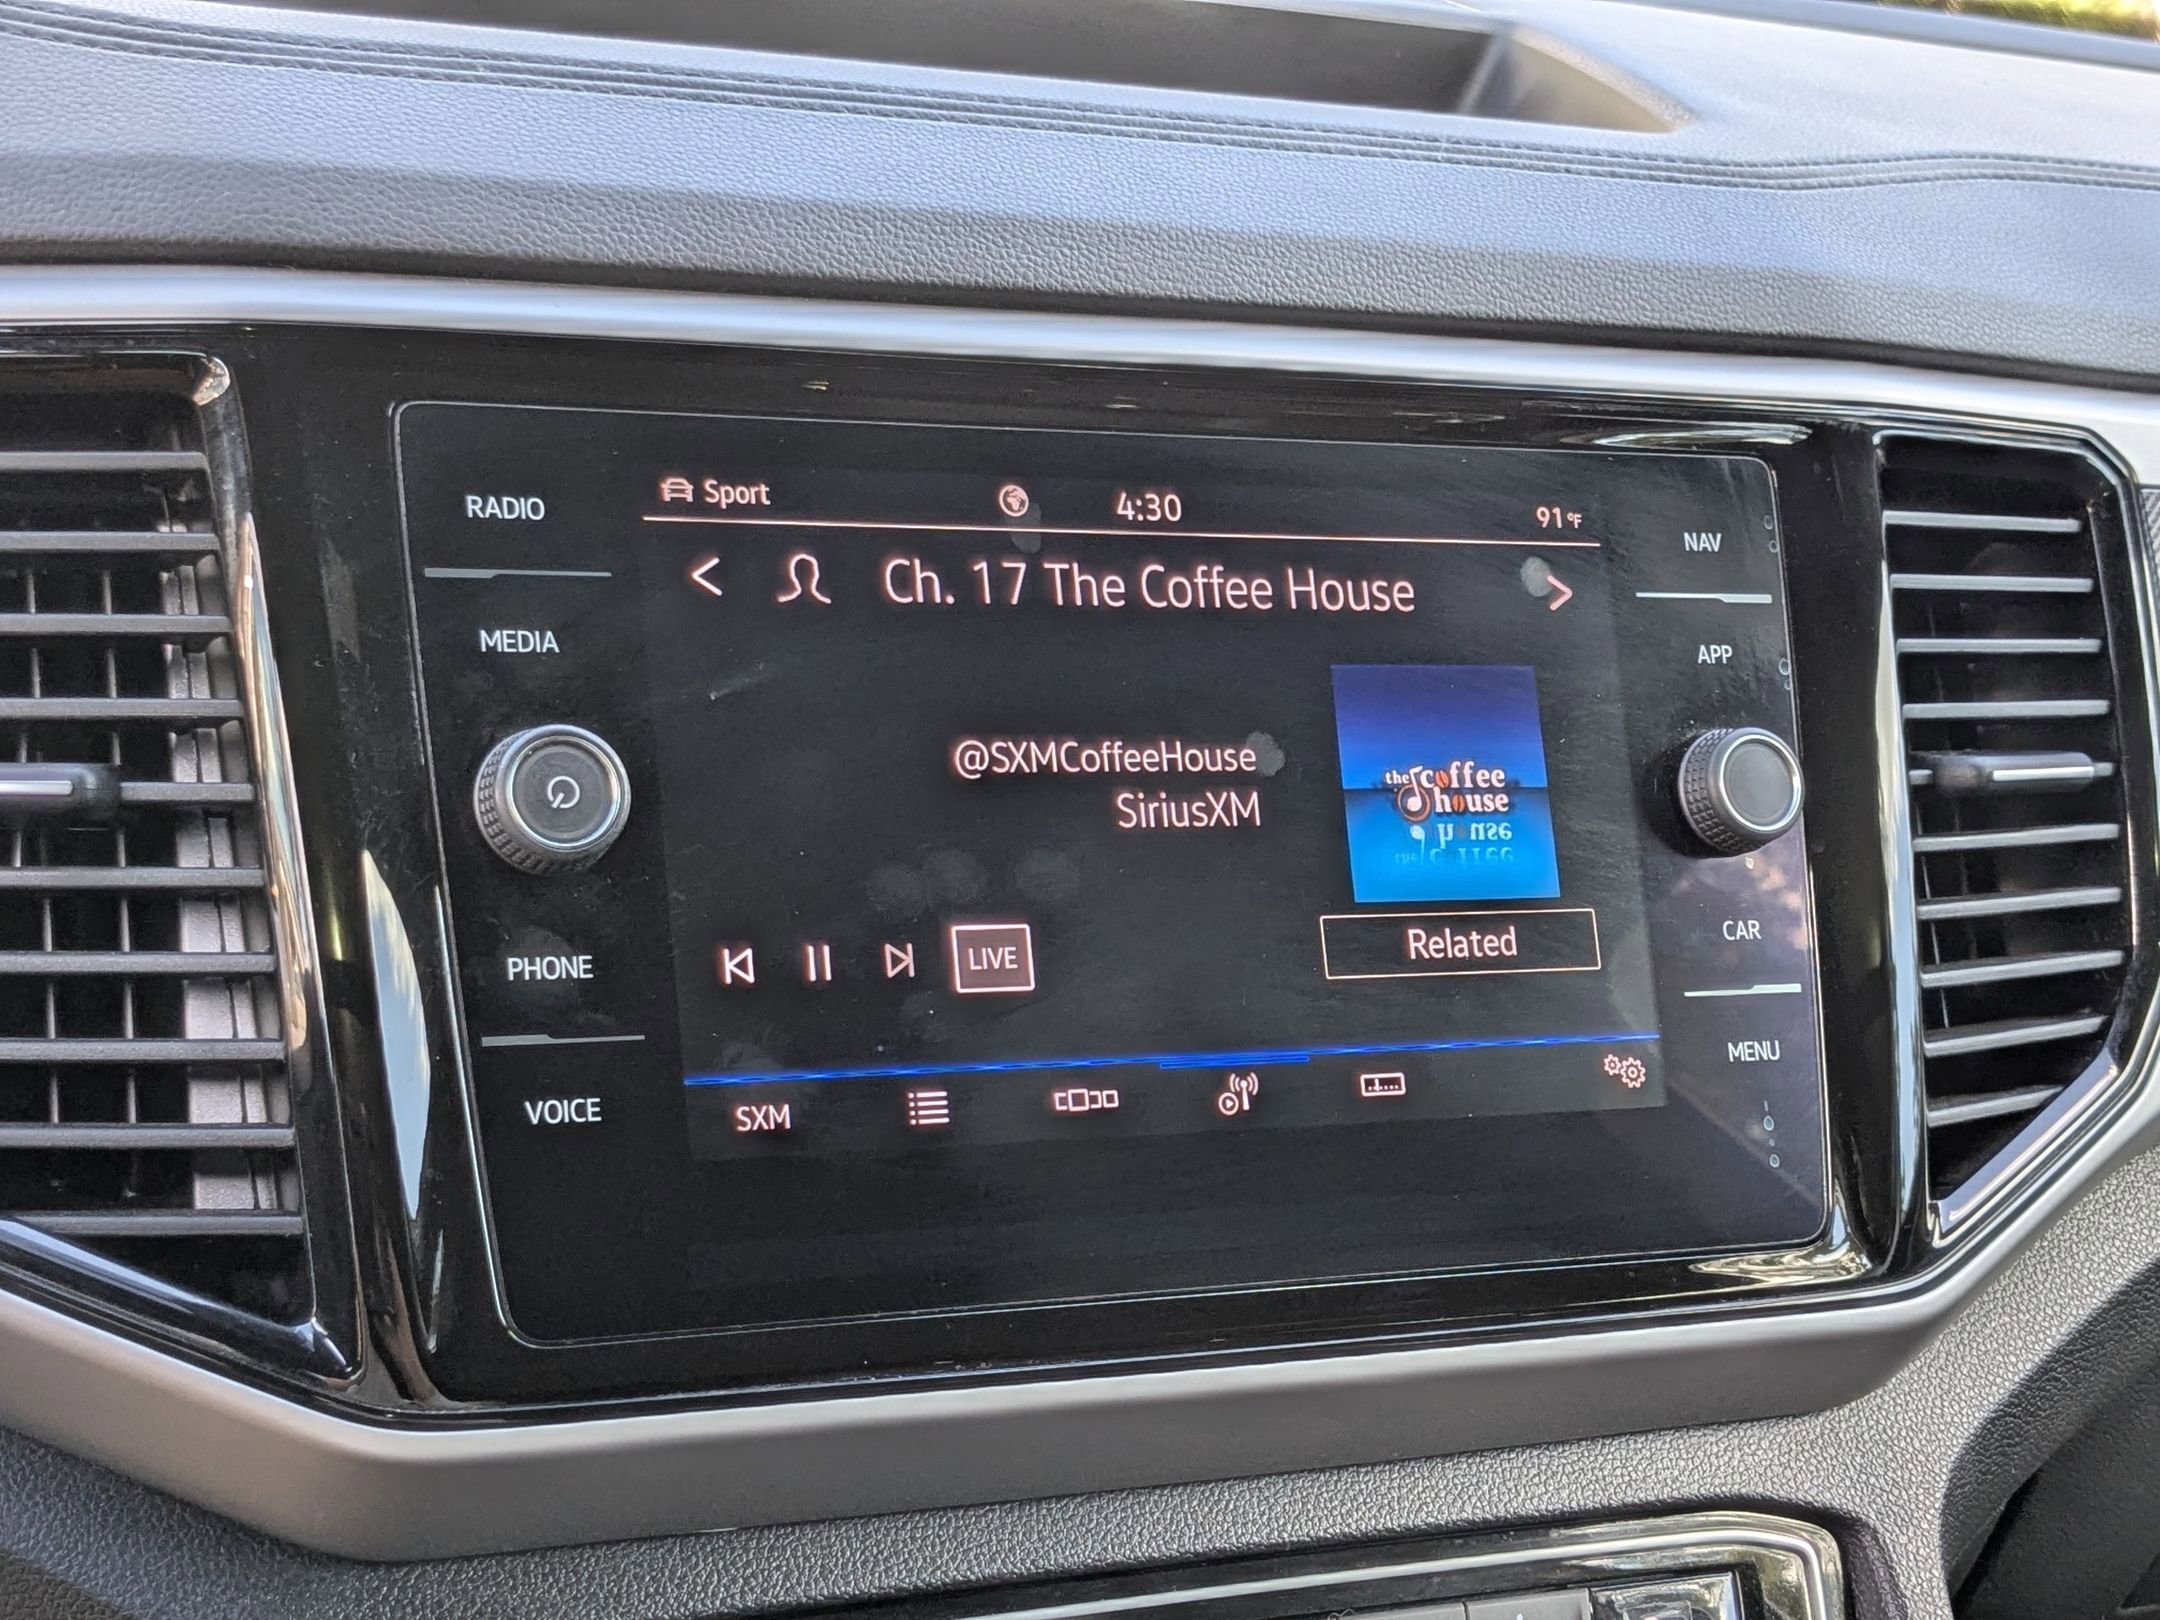 RADIO
MEDIA
PHONE
VOICE
Sport
4:30
91°F
< Ch. 17 The Coffee House >
@SXMCoffeeHouse
SiriusXM
the coffee
house
LIVE
Related
SXM
NAV
APP
CAR
MENU